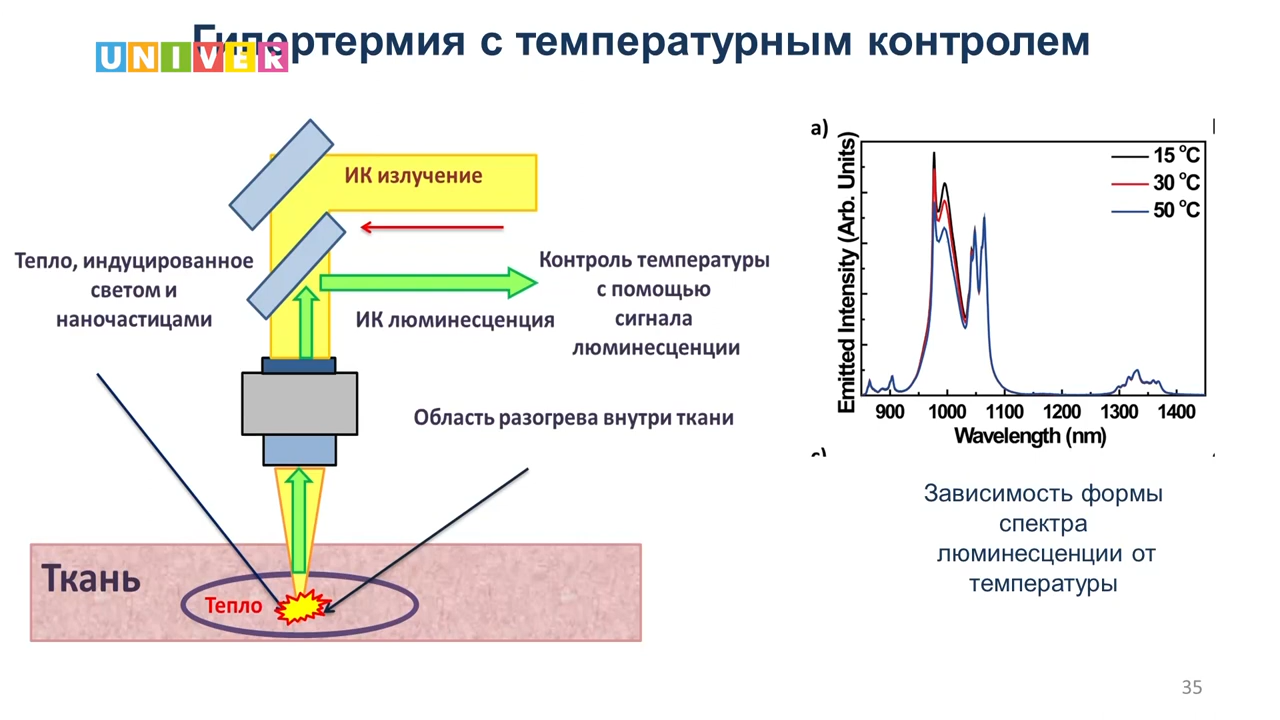 Гипертермия с температурным контролем
UNIVER
ИК излучение
Тепло, индуцированное
светом и
наночастицами
Контроль температуры
с помощью
сигнала
люминесценции
ИК люминесценция
Область разогрева внутри ткани
Ткань
Тепло
a)
Emitted Intensity (Arb. Units)
15 °C
30 °C
50 °C
900 1000 1100 1200 1300 1400
Wavelength (nm)
Зависимость формы
спектра
люминесценции от
температуры
35